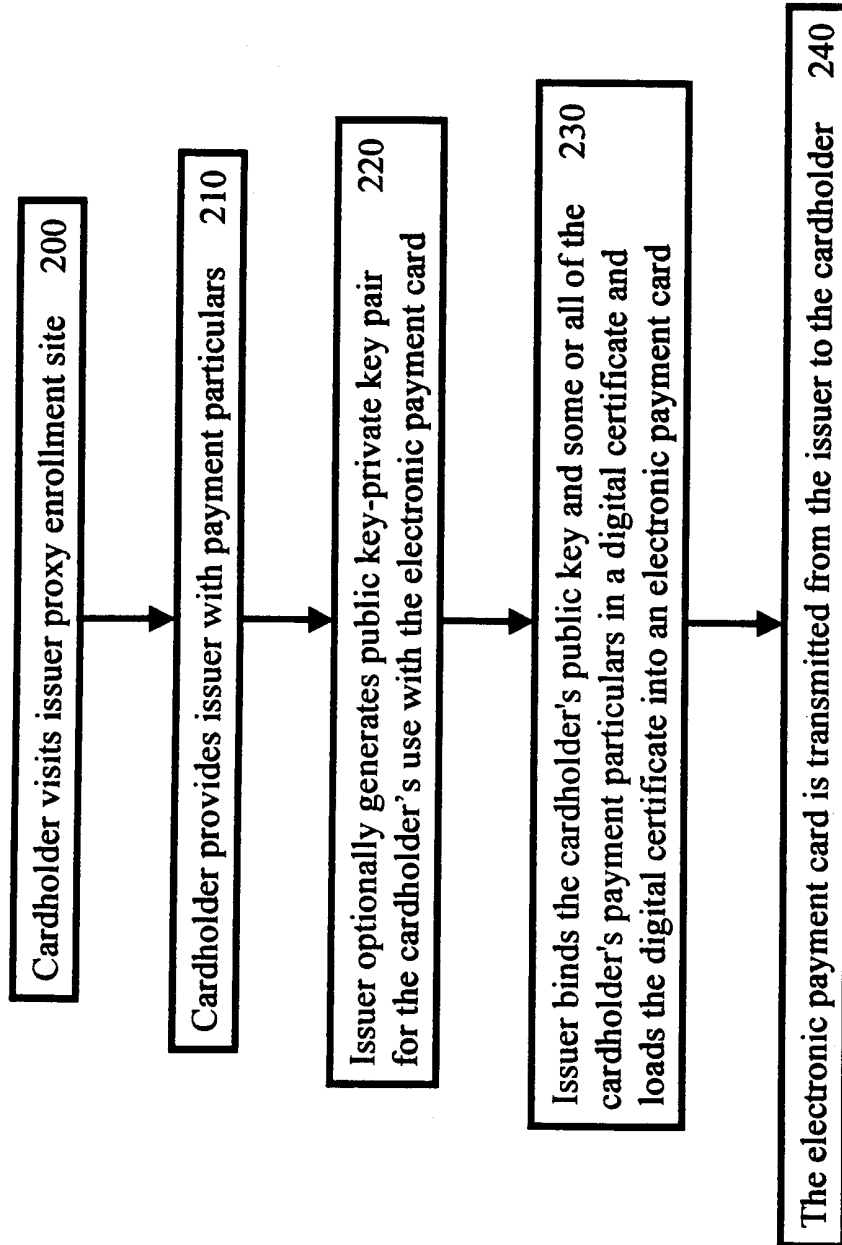 Cardholder visits issuer proxy enrollment site 200
Cardholder provides issuer with payment particulars 210
Issuer optionally generates public key-private key pair 220
for the cardholder's use with the electronic payment card
Issuer binds the cardholder's public key and some or all of the 230
cardholder's payment particulars in a digital certificate and
loads the digital certificate into an electronic payment card
The electronic payment card is transmitted from the issuer to the cardholder 240